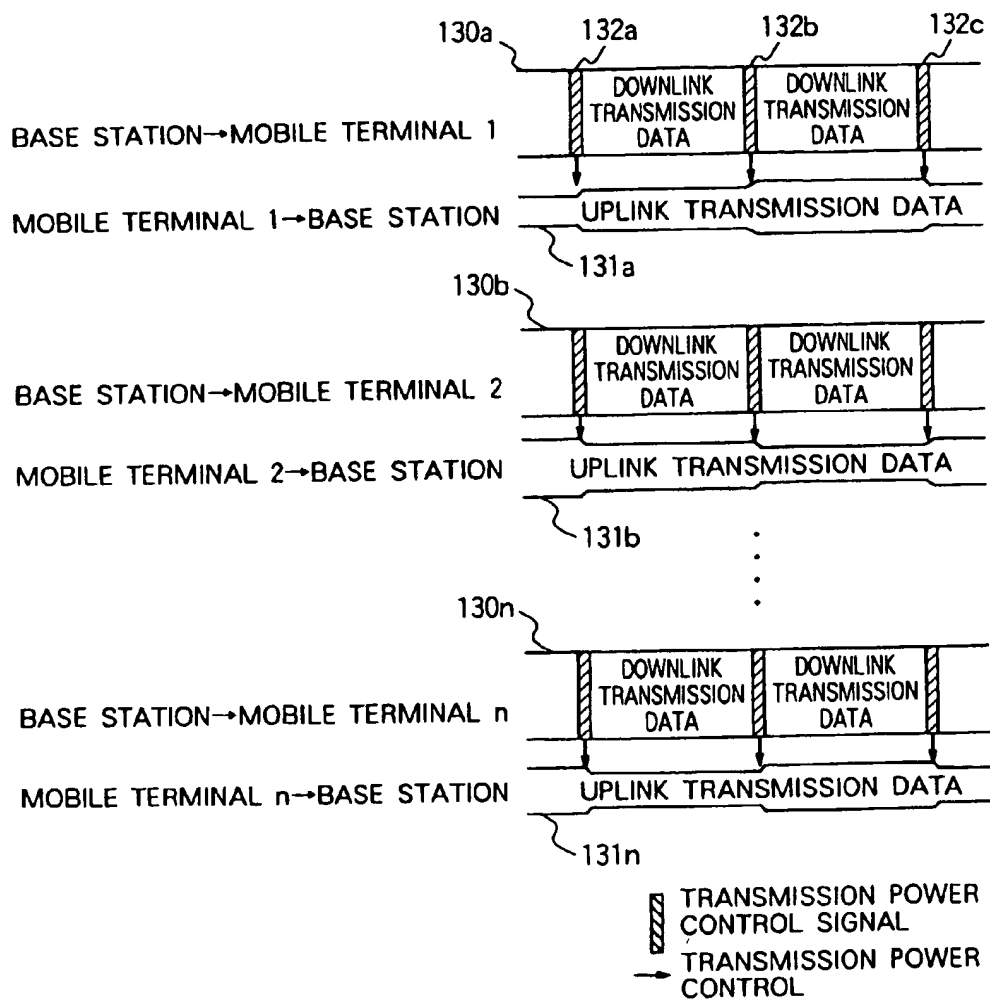 130a
132a
132b
132c
BASE STATION→MOBILE TERMINAL 1
DOWNLINK
TRANSMISSION
DATA
DOWNLINK
TRANSMISSION
DATA
MOBILE TERMINAL 1→BASE STATION
UPLINK TRANSMISSION DATA
131a
130b
BASE STATION→MOBILE TERMINAL 2
DOWNLINK
TRANSMISSION
DATA
DOWNLINK
TRANSMISSION
DATA
MOBILE TERMINAL 2→BASE STATION
UPLINK TRANSMISSION DATA
131b
130n
BASE STATION→MOBILE TERMINAL n
DOWNLINK
TRANSMISSION
DATA
DOWNLINK
TRANSMISSION
DATA
MOBILE TERMINAL n→BASE STATION
UPLINK TRANSMISSION DATA
131n
TRANSMISSION POWER
CONTROL SIGNAL
TRANSMISSION POWER
CONTROL